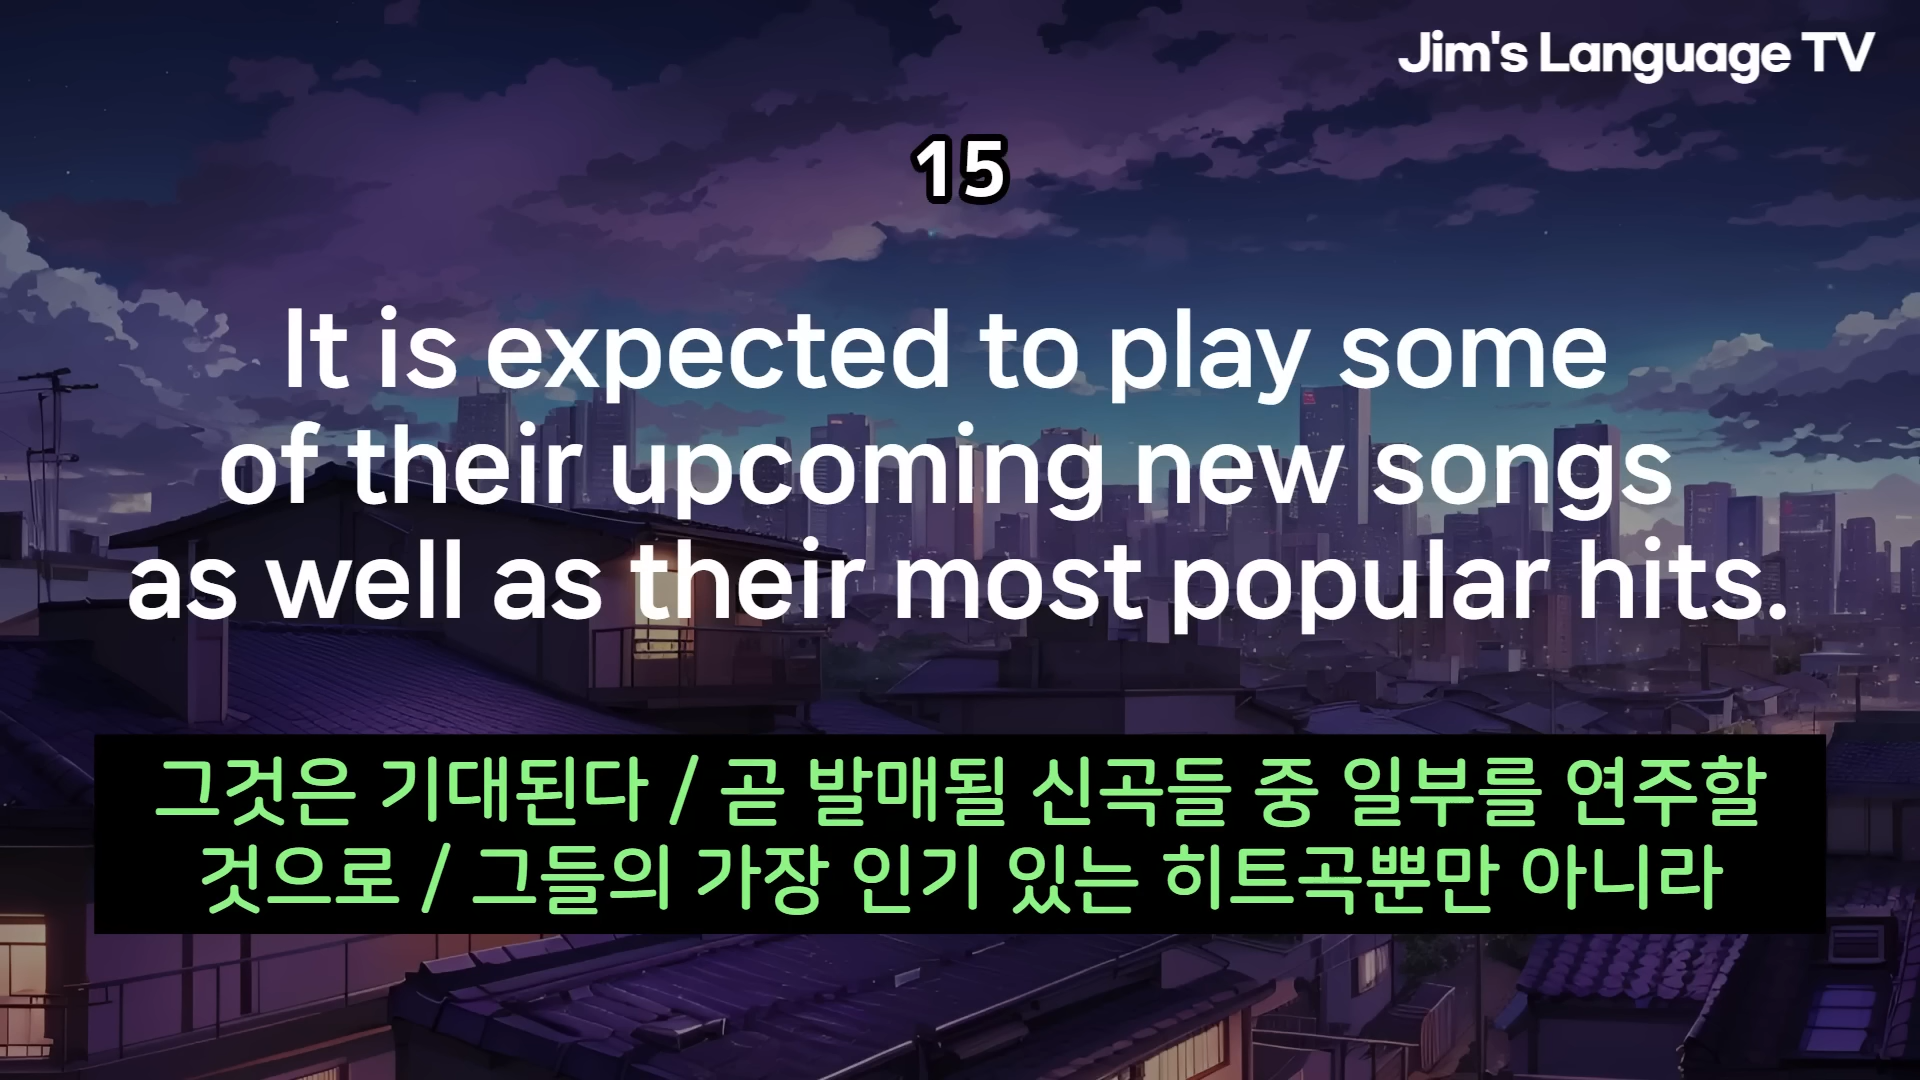 Jim's Language TV
15
It is expected to play some
of their upcoming new songs
as well as their most popular hits.
그것은 기대된다 / 곧 발매될 신곡들 중 일부를 연주할
것으로 / 그들의 가장 인기 있는 히트곡뿐만 아니라